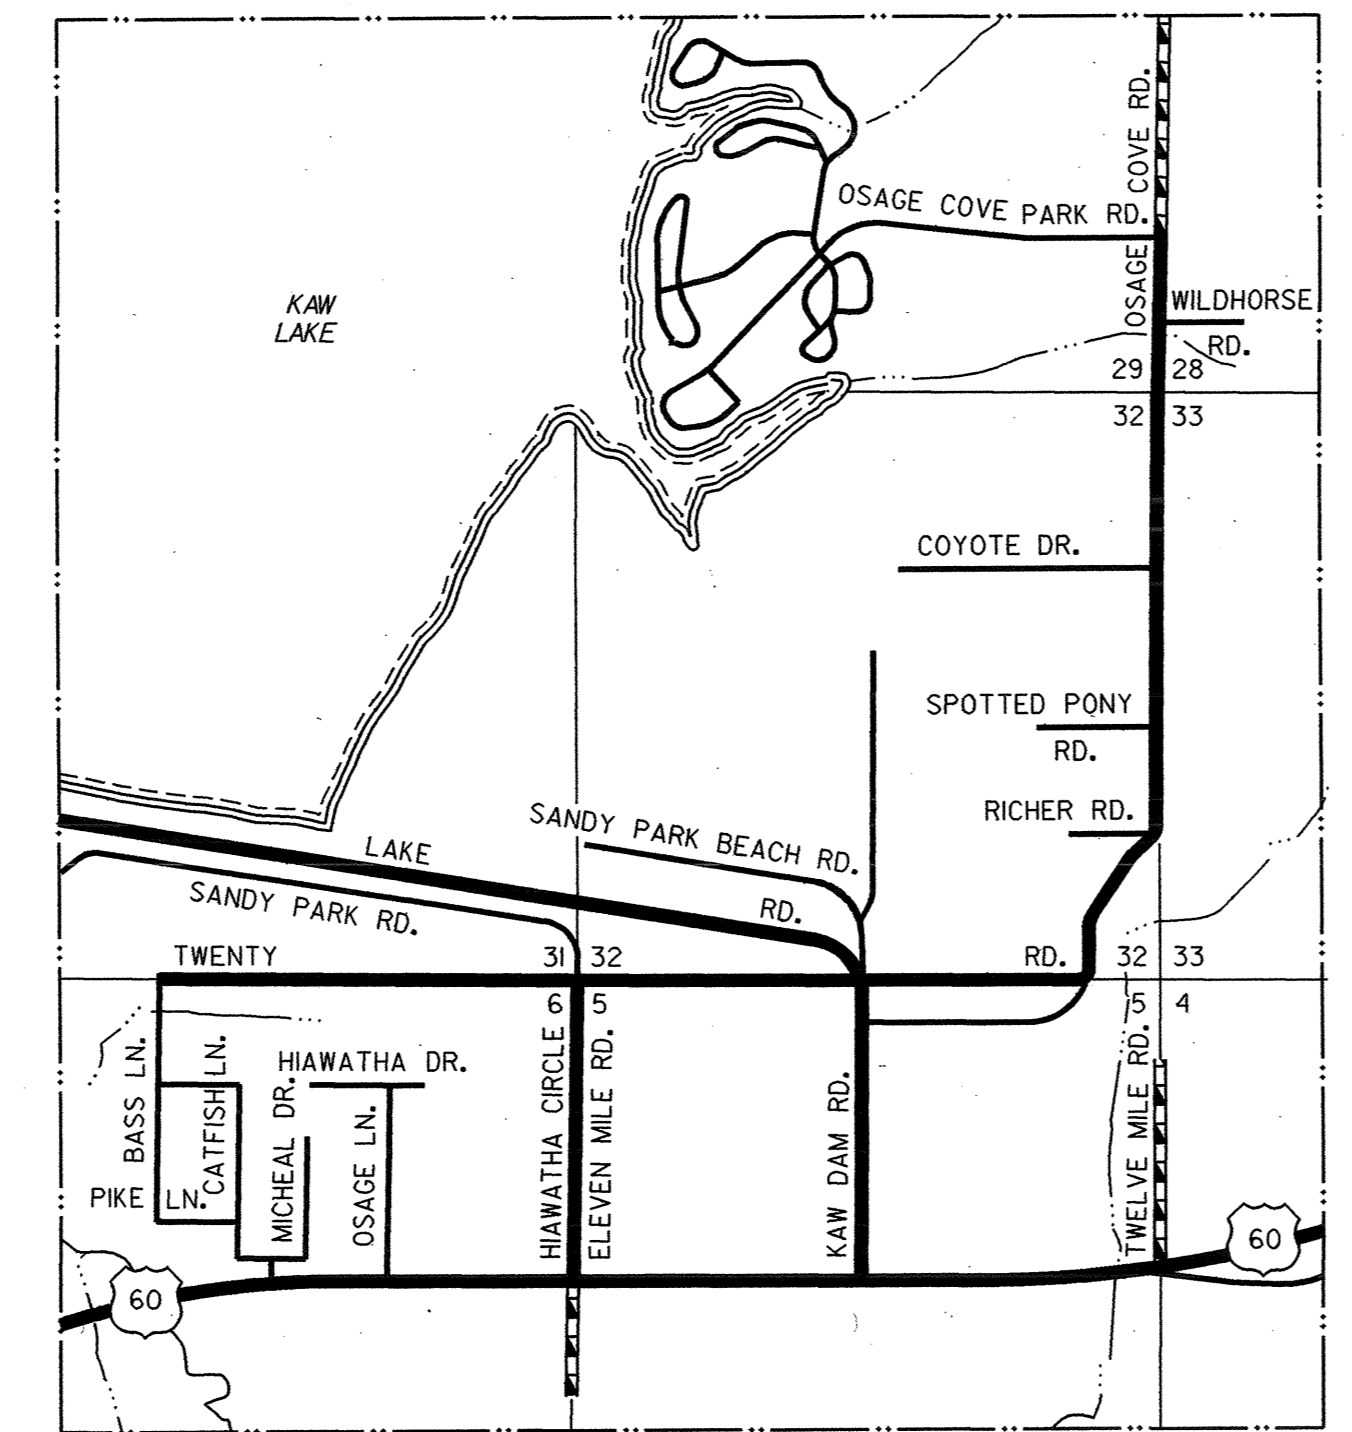 OSAGE COVE RD.
OSAGE COVE PARK RD.
KAW
LAKE
WILDHORSE
RD.
29 28
32 33
COYOTE DR.
SPOTTED PONY
RD.
RICHER RD.
SANDY PARK BEACH RD.
LAKE
RD.
SANDY PARK RD.
TWENTY
RD.
31 32
6 5
32 33
5 4
BASS LN.
CATFISH LN.
HIAWATHA DR.
MICHEAL DR.
OSAGE LN.
PIKE LN.
HIAWATHA CIRCLE
ELEVEN MILE RD.
KAW DAM RD.
TWELVE MILE RD.
60
60